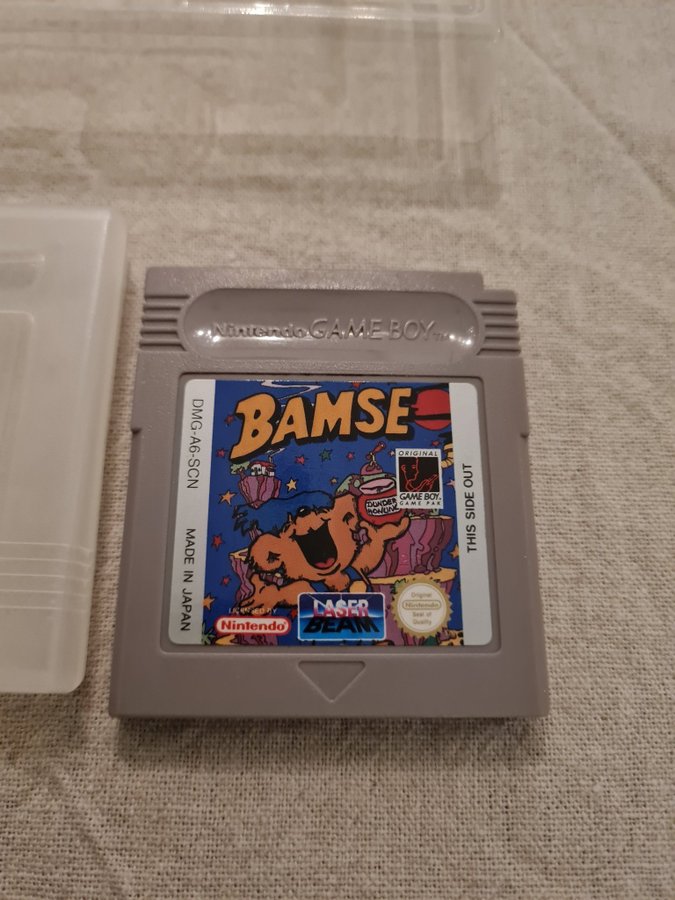 Nintendo GAME BOY TM
DMG-A6-SCN
MADE IN JAPAN
BAMSE
ORIGINAL
GAME BOY
GAME PAK
THIS SIDE OUT
DUNDER
HONUNG
LICENSED BY
Nintendo
LASER
BEAM
Original
Nintendo
Seal of
Quality